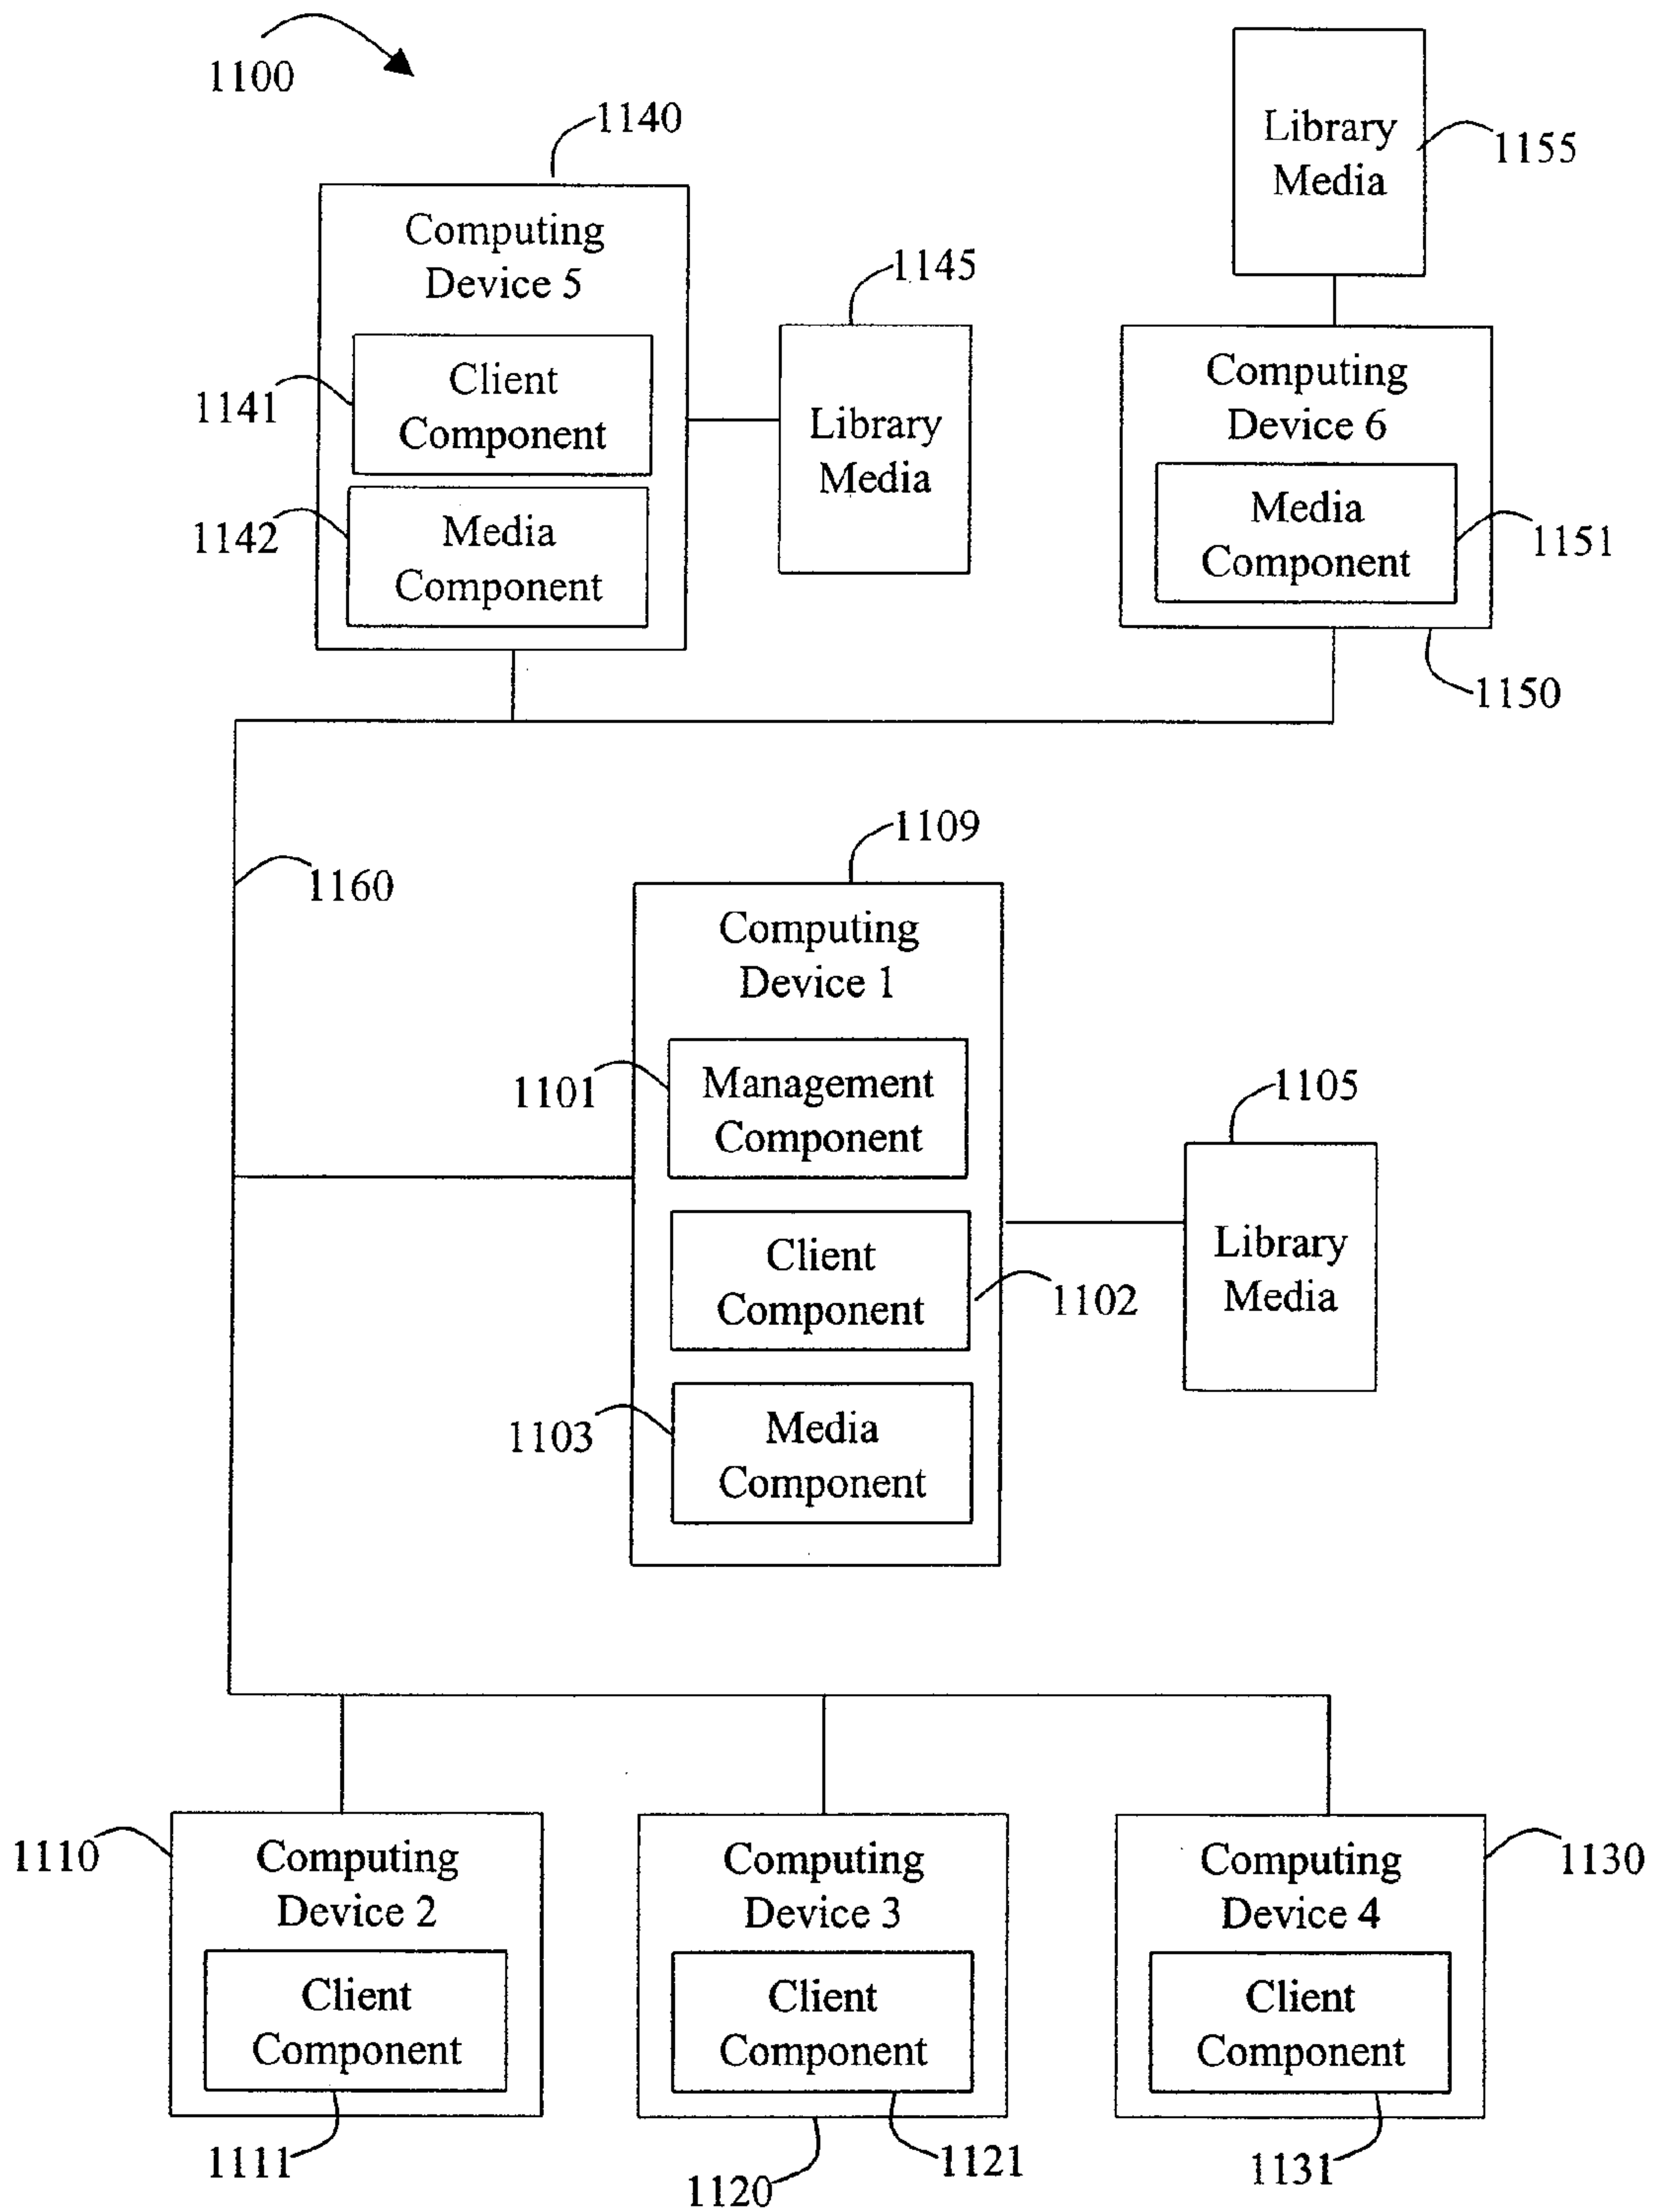 1100
1140
Library
Media
1155
Computing
Device 5
1145
Client
Component
1141
Media
Component
1142
Library
Media
Computing
Device 6
Media
Component
1151
1150
1160
1109
Computing
Device 1
1101
Management
Component
1105
Client
Component
1102
Library
Media
1103
Media
Component
1110
Computing
Device 2
Client
Component
1111
Computing
Device 3
Client
Component
1120
1121
Computing
Device 4
1130
Client
Component
1131